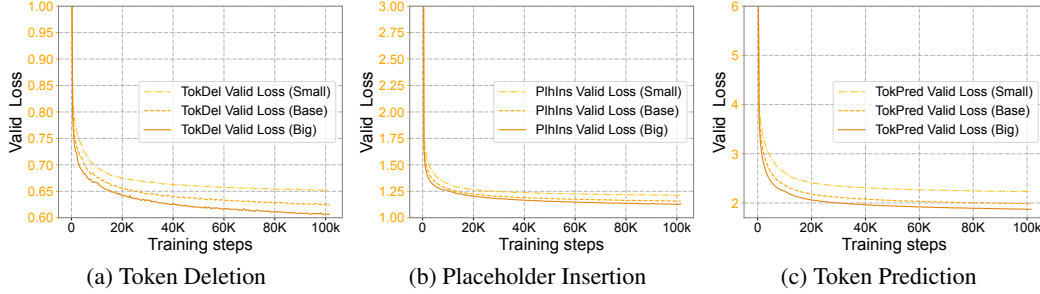 1.00
0.95
0.90
0.85
0.80
0.75
0.70
0.65
0.60
Valid Loss
TokDel Valid Loss (Small)
TokDel Valid Loss (Base)
TokDel Valid Loss (Big)
0 20K 40K 60K 80K 100k
Training steps
(a) Token Deletion
3.00
2.75
2.50
2.25
2.00
1.75
1.50
1.25
1.00
Valid Loss
PlhIns Valid Loss (Small)
PlhIns Valid Loss (Base)
PlhIns Valid Loss (Big)
0 20K 40K 60K 80K 100k
Training steps
(b) Placeholder Insertion
6
5
4
3
2
Valid Loss
TokPred Valid Loss (Small)
TokPred Valid Loss (Base)
TokPred Valid Loss (Big)
0 20K 40K 60K 80K 100k
Training steps
(c) Token Prediction